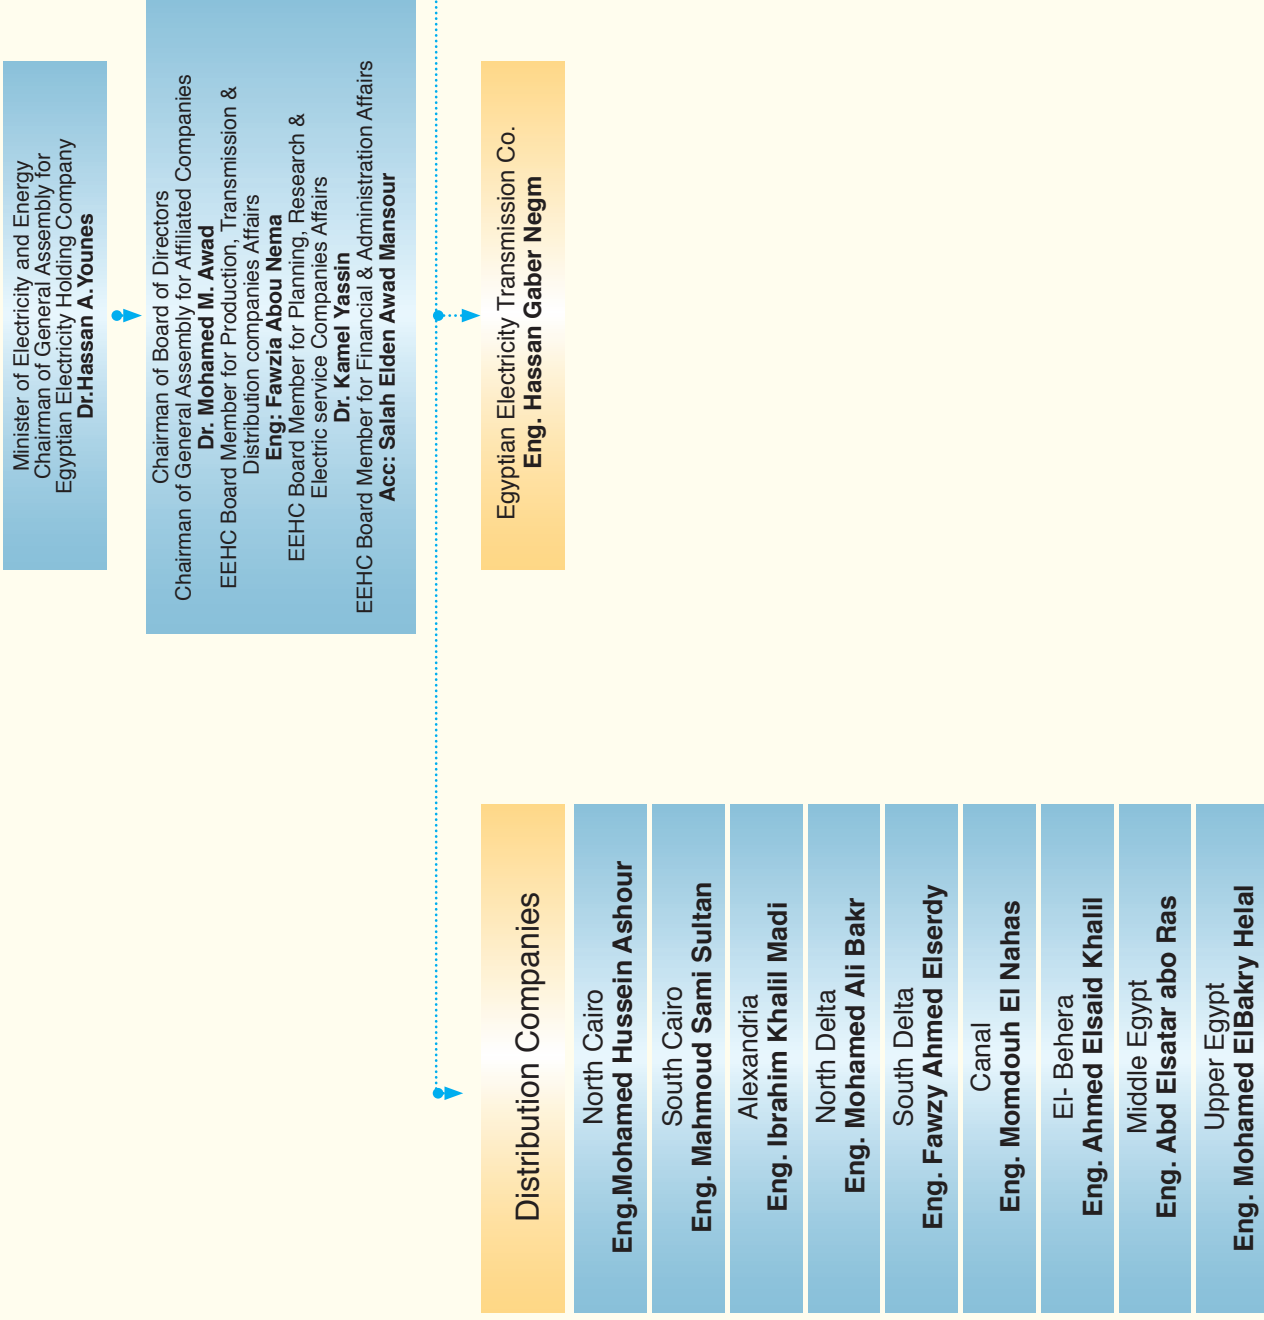 Minister of Electricity and Energy
Chairman of General Assembly for
Egyptian Electricity Holding Company
Dr.Hassan A.Younes
Chairman of Board of Directors
Chairman of General Assembly for Affiliated Companies
Dr. Mohamed M. Awad
EEHC Board Member for Production, Transmission &
Distribution companies Affairs
Eng: Fawzia Abou Nema
EEHC Board Member for Planning, Research &
Electric service Companies Affairs
Dr. Kamel Yassin
EEHC Board Member for Financial & Administration Affairs
Acc: Salah Elden Awad Mansour
Egyptian Electricity Transmission Co.
Eng. Hassan Gaber Negm
Distribution Companies
North Cairo
Eng.Mohamed Hussein Ashour
South Cairo
Eng. Mahmoud Sami Sultan
Alexandria
Eng. Ibrahim Khalil Madi
North Delta
Eng. Mohamed Ali Bakr
South Delta
Eng. Fawzy Ahmed Elserdy
Canal
Eng. Momdouh El Nahas
El- Behera
Eng. Ahmed Elsaid Khalil
Middle Egypt
Eng. Abd Elsatar abo Ras
Upper Egypt
Eng. Mohamed ElBakry Helal